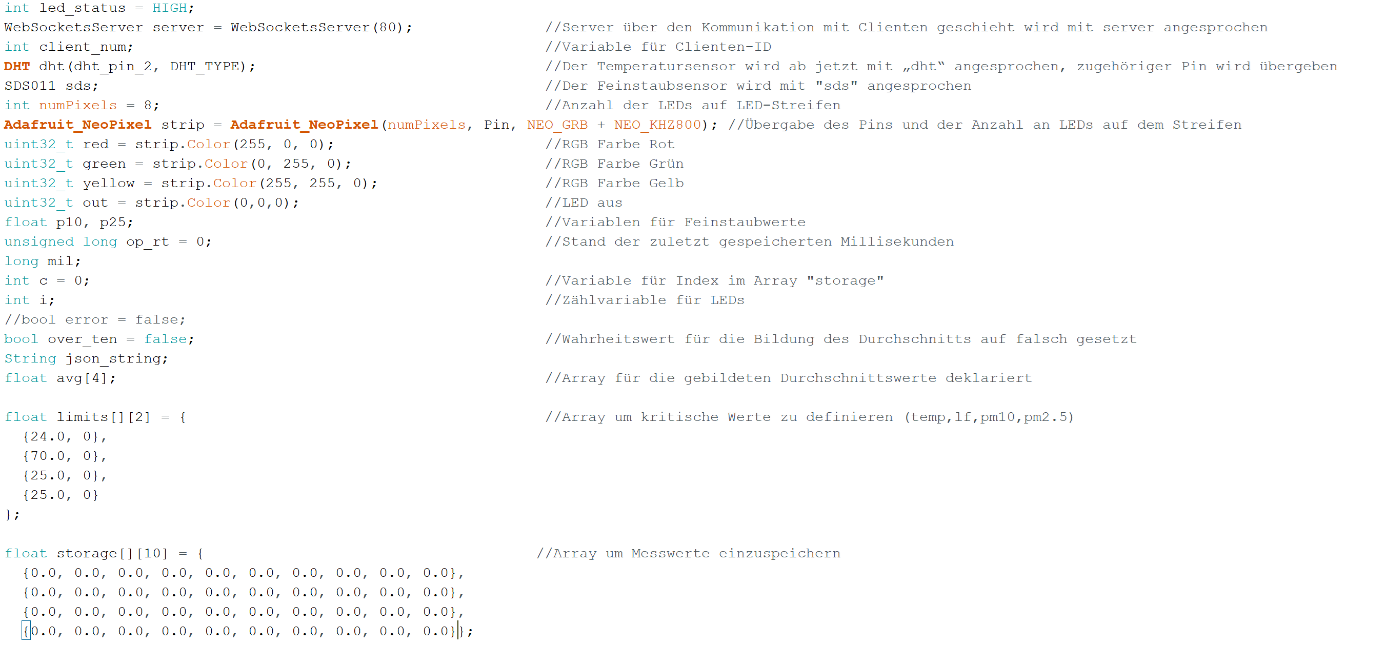 int led_status = HIGH;
WebSocketsServer server = WebSocketsServer(80); //Server über den Kommunikation mit Clienten geschieht wird mit server angesprochen
int client_num; //Variable für Clienten-ID
DHT dht(dht_pin_2, DHT_TYPE); //Der Temperatursensor wird ab jetzt mit „dht“ angesprochen, zugehöriger Pin wird übergeben
SDS011 sds; //Der Feinstaubsensor wird mit "sds" angesprochen
int numPixels = 8; //Anzahl der LEDs auf LED-Streifen
Adafruit_NeoPixel strip = Adafruit_NeoPixel(numPixels, Pin, NEO_GRB + NEO_KHZ800); //Übergabe des Pins und der Anzahl an LEDs auf dem Streifen
uint32_t red = strip.Color(255, 0, 0); //RGB Farbe Rot
uint32_t green = strip.Color(0, 255, 0); //RGB Farbe Grün
uint32_t yellow = strip.Color(255, 255, 0); //RGB Farbe Gelb
uint32_t out = strip.Color(0,0,0); //LED aus
float p10, p25; //Variablen für Feinstaubwerte
unsigned long op_rt = 0; //Stand der zuletzt gespeicherten Millisekunden
long mil;
int c = 0; //Variable für Index im Array "storage"
int i; //Zählvariable für LEDs
//bool error = false;
bool over_ten = false; //Wahrheitswert für die Bildung des Durchschnitts auf falsch gesetzt
String json_string;
float avg[4]; //Array für die gebildeten Durchschnittswerte deklariert
float limits[][2] = { //Array um kritische Werte zu definieren (temp,lf,pm10,pm2.5)
{24.0, 0},
{70.0, 0},
{25.0, 0},
{25.0, 0}
};
float storage[][10] = { //Array um Messwerte einzuspeichern
{0.0, 0.0, 0.0, 0.0, 0.0, 0.0, 0.0, 0.0, 0.0, 0.0},
{0.0, 0.0, 0.0, 0.0, 0.0, 0.0, 0.0, 0.0, 0.0, 0.0},
{0.0, 0.0, 0.0, 0.0, 0.0, 0.0, 0.0, 0.0, 0.0, 0.0},
{0.0, 0.0, 0.0, 0.0, 0.0, 0.0, 0.0, 0.0, 0.0, 0.0}};